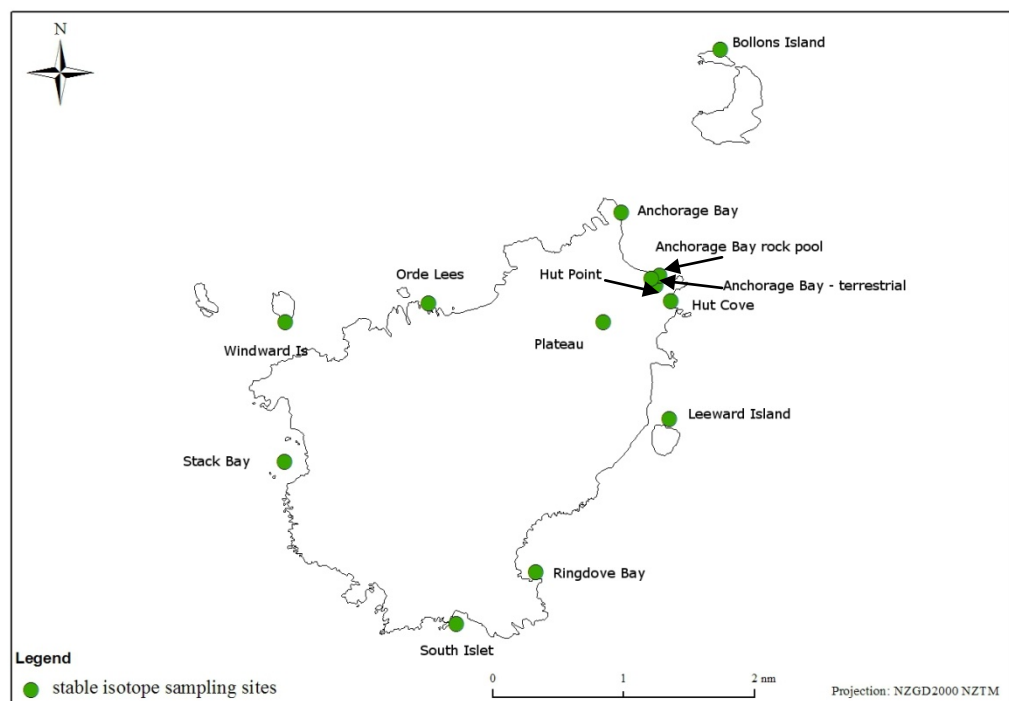 N
Bollons Island
Anchorage Bay
Anchorage Bay rock pool
Orde Lees
Hut Point
Anchorage Bay - terrestrial
Hut Cove
Windward Is
Plateau
Leeward Island
Stack Bay
Ringdove Bay
South Islet
Legend
stable isotope sampling sites
0 1 2 nm
Projection: NZGD2000 NZTM